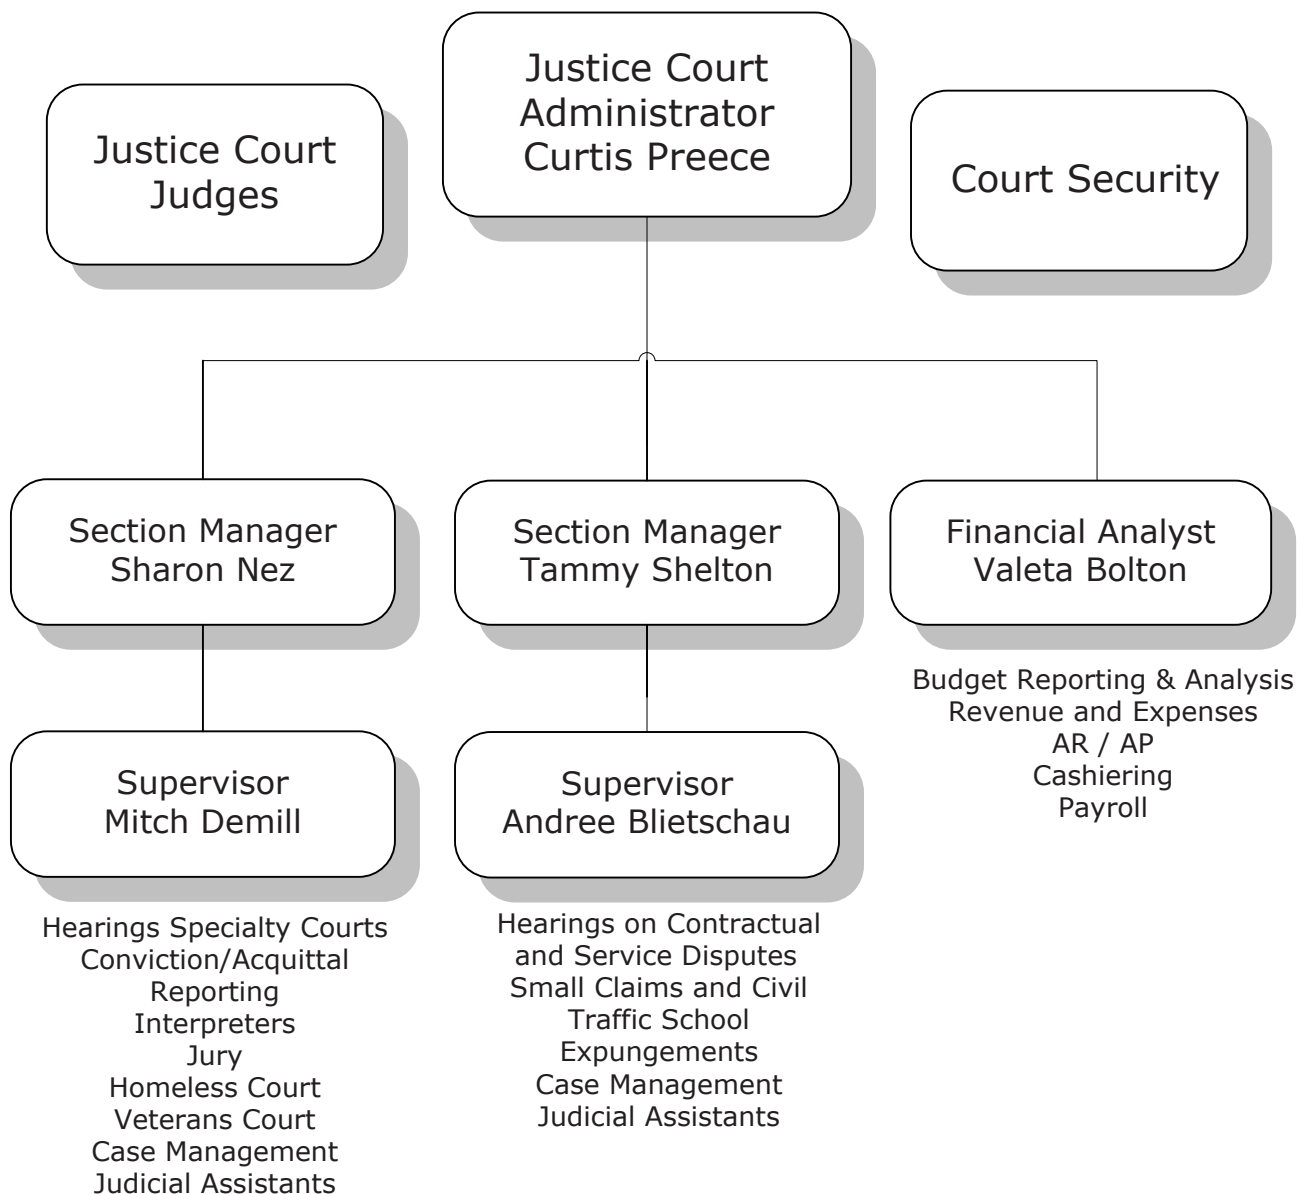 Justice Court
Administrator
Curtis Preece
Justice Court
Judges
Court Security
Section Manager
Sharon Nez
Section Manager
Tammy Shelton
Financial Analyst
Valeta Bolton
Budget Reporting & Analysis
Revenue and Expenses
AR / AP
Cashiering
Payroll
Supervisor
Mitch Demill
Supervisor
Andree Blietschau
Hearings Specialty Courts
Conviction/Acquittal
Reporting
Interpreters
Jury
Homeless Court
Veterans Court
Case Management
Judicial Assistants
Hearings on Contractual
and Service Disputes
Small Claims and Civil
Traffic School
Expungements
Case Management
Judicial Assistants